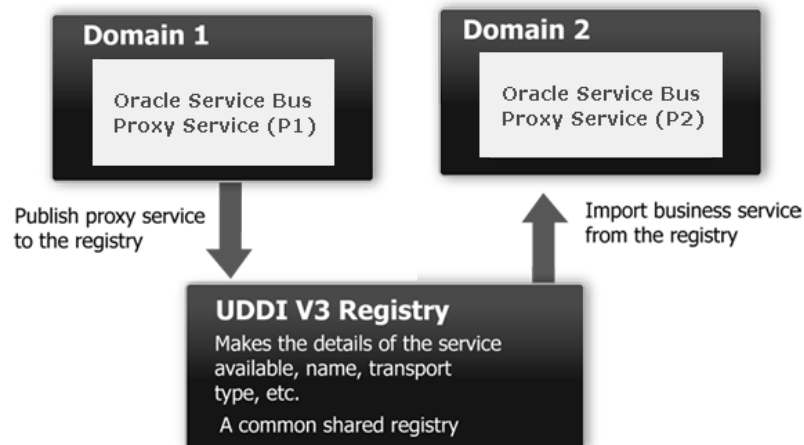 Domain 1
Oracle Service Bus
Proxy Service (P1)
Domain 2
Oracle Service Bus
Proxy Service (P2)
Publish proxy service
to the registry
Import business service
from the registry
UDDI V3 Registry
Makes the details of the service
available, name, transport
type, etc.
A common shared registry